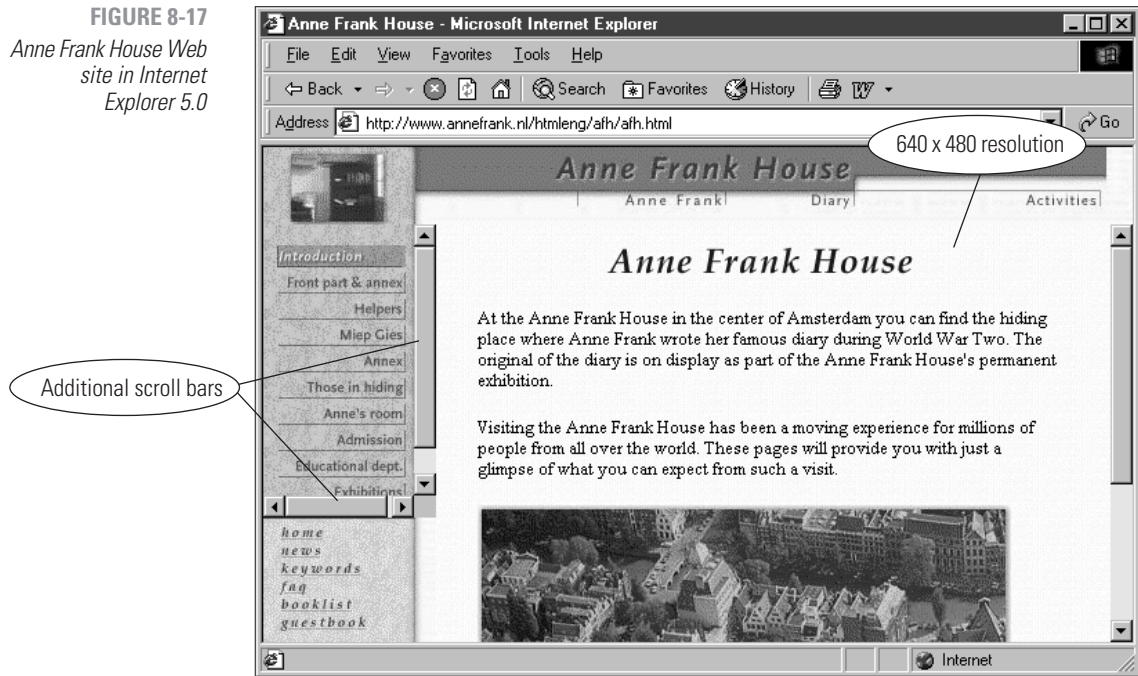 FIGURE 8-17
Anne Frank House Web
site in Internet
Explorer 5.0
Anne Frank House - Microsoft Internet Explorer
File Edit View Favorites Tools Help
Back Search Favorites History
Address http://www.annefrank.nl/htmleng/afh/afh.html Go
640 x 480 resolution
Anne Frank House
Anne Frank Diary Activities
Introduction
Front part & annex
Helpers
Miep Gies
Annex
Those in hiding
Anne's room
Admission
Educational dept.
Exhibitions
Additional scroll bars
home
news
keywords
faq
booklist
guestbook
Anne Frank House
At the Anne Frank House in the center of Amsterdam you can find the hiding
place where Anne Frank wrote her famous diary during World War Two. The
original of the diary is on display as part of the Anne Frank House's permanent
exhibition.
Visiting the Anne Frank House has been a moving experience for millions of
people from all over the world. These pages will provide you with just a
glimpse of what you can expect from such a visit.
Internet